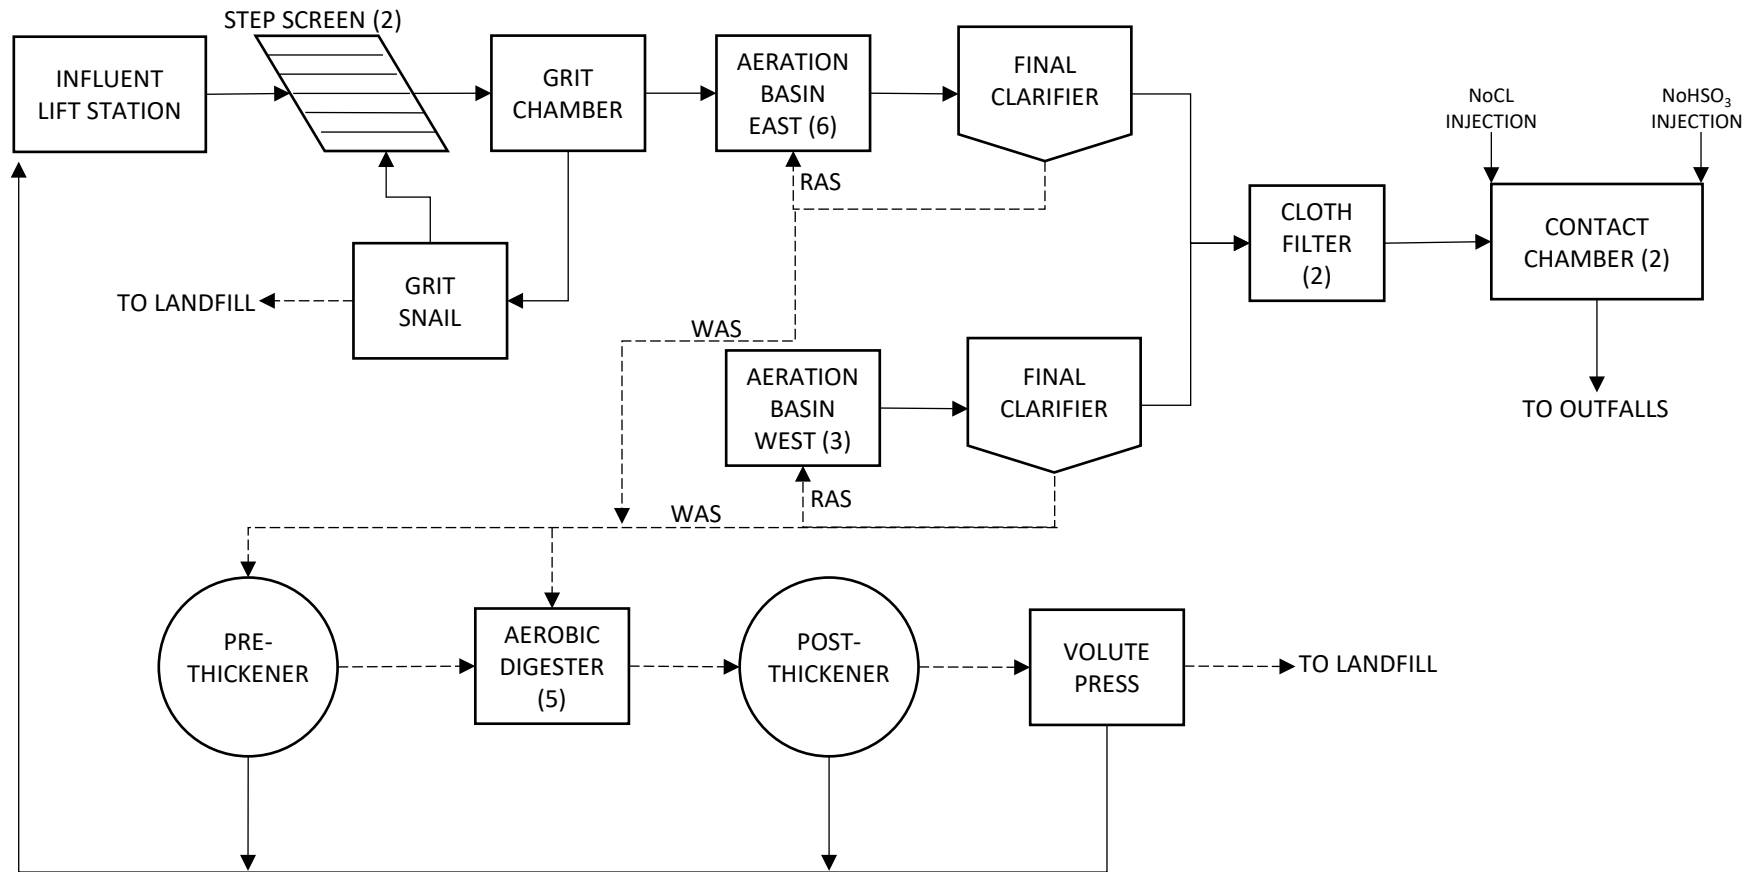 STEP SCREEN (2)
INFLUENT
LIFT STATION
GRIT
CHAMBER
AERATION
BASIN
EAST (6)
FINAL
CLARIFIER
NoCL
INJECTION
NoHSO₃
INJECTION
RAS
CLOTH
FILTER
(2)
CONTACT
CHAMBER (2)
TO LANDFILL
GRIT
SNAIL
WAS
AERATION
BASIN
WEST (3)
FINAL
CLARIFIER
TO OUTFALLS
RAS
WAS
PRE-
THICKENER
AEROBIC
DIGESTER
(5)
POST-
THICKENER
VOLUTE
PRESS
TO LANDFILL